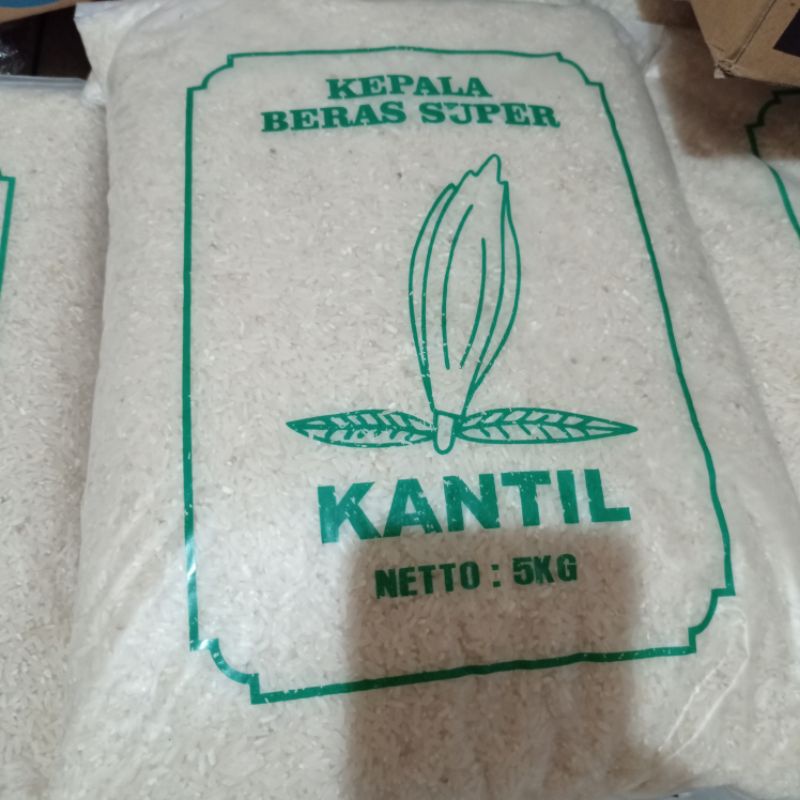 KEPALA
BERAS SUPER
KANTIL
NETTO : 5KG